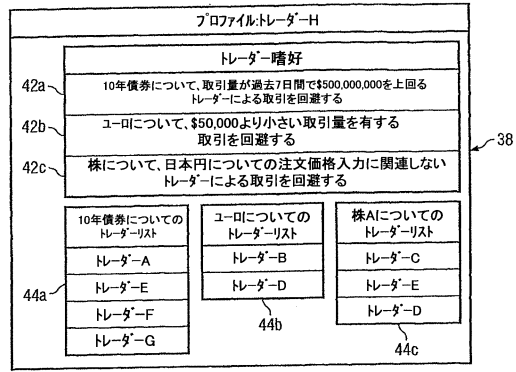 プロファイル:トレーダーH
トレーダー嗜好
42a
10年債券について、取引量が過去7日間で$500,000,000を上回る
トレーダーによる取引を回避する
42b
ユーロについて、$50,000より小さい取引量を有する
取引を回避する
42c
株について、日本円についての注文価格入力に関連しない
トレーダーによる取引を回避する
38
10年債券についての
トレーダーリスト
トレーダーA
トレーダーE
トレーダーF
トレーダーG
44a
ユーロについての
トレーダーリスト
トレーダーB
トレーダーD
44b
株Aについての
トレーダーリスト
トレーダーC
トレーダーE
トレーダーD
44c